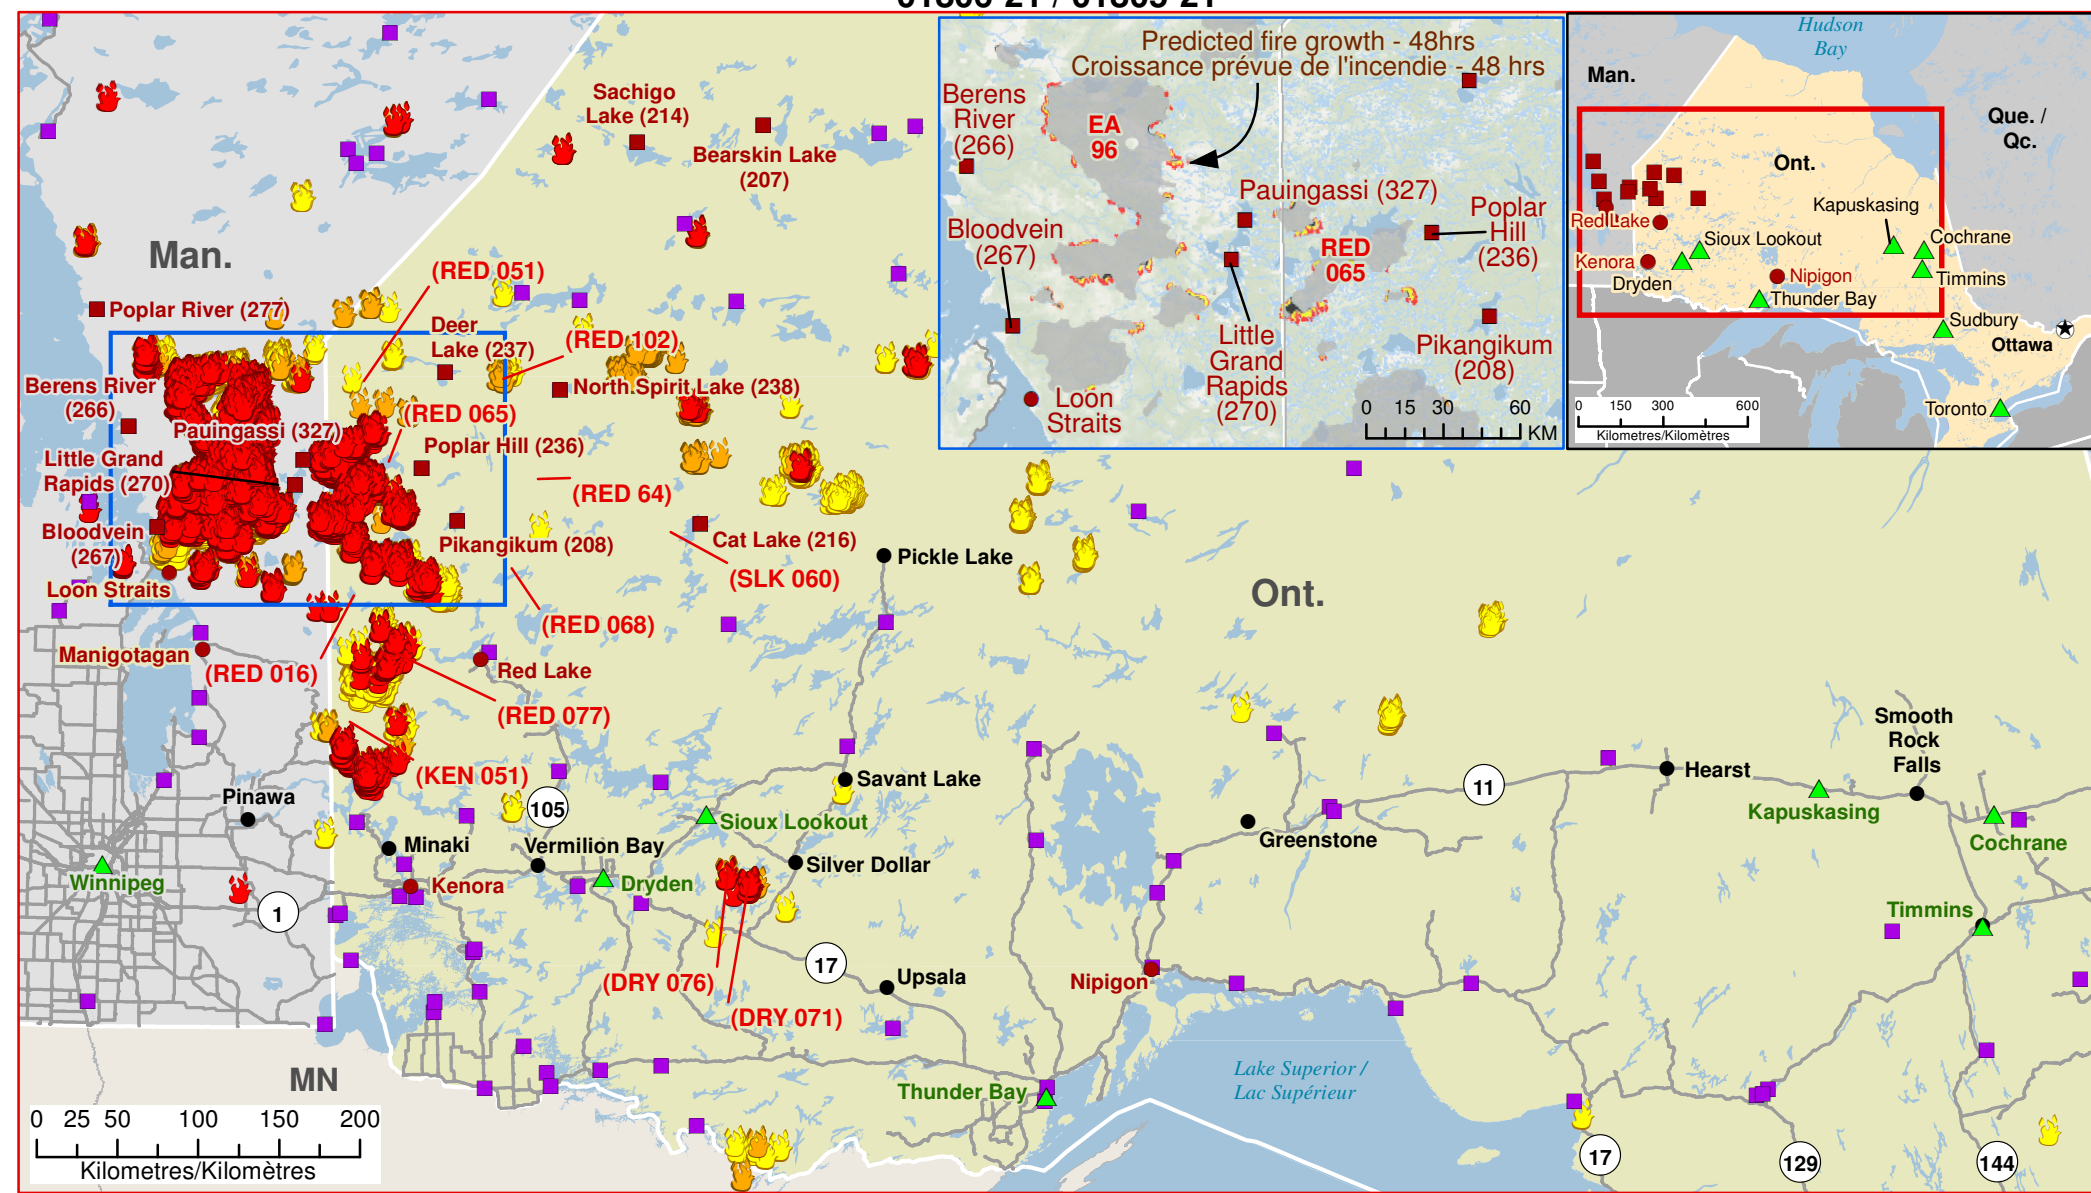 Man.
Sachigo
Lake (214)
Bearskin Lake
(207)
Poplar River (277)
(RED 051)
Deer
Lake (237)
(RED 102)
North Spirit Lake (238)
Berens River
(266)
(RED 065)
Pauingassi (327)
Poplar Hill (236)
Little Grand
Rapids (270)
(RED 64)
Bloodvein
(267)
Pikangikum (208)
Cat Lake (216)
(SLK 060)
Loon Straits
(RED 068)
Pickle Lake
Ont.
Manigotagan
(RED 016)
Red Lake
(RED 077)
(KEN 051)
Pinawa
105
Savant Lake
Sioux Lookout
Minaki
Vermilion Bay
Silver Dollar
Winnipeg
Kenora
Dryden
1
17
(DRY 076)
(DRY 071)
Upsala
Nipigon
Greenstone
11
Hearst
Smooth
Rock
Falls
Kapuskasing
Cochrane
Timmins
MN
Thunder Bay
Lake Superior /
Lac Supérieur
17
129
144
0 25 50 100 150 200
Kilometres/Kilomètres
Predicted fire growth - 48hrs
Croissance prévue de l'incendie - 48 hrs
Berens
River
(266)
EA
96
Pauingassi (327)
Bloodvein
(267)
RED
065
Poplar
Hill
(236)
Little
Grand
Rapids
(270)
Pikangikum
(208)
Loon
Straits
0 15 30 60
KM
Hudson
Bay
Man.
Que. /
Qc.
Ont.
Kapuskasing
Red Lake
Sioux Lookout
Cochrane
Kenora
Nipigon
Timmins
Dryden
Thunder Bay
Sudbury
Ottawa
Toronto
0 150 300 600
Kilometres/Kilomètres